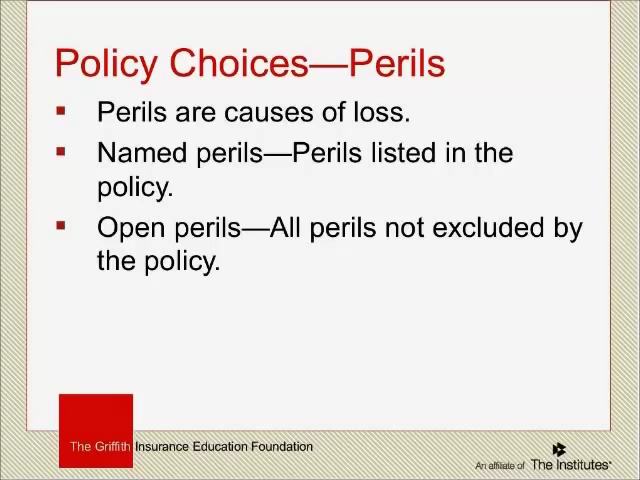 Policy Choices—Perils
▪ Perils are causes of loss.
▪ Named perils—Perils listed in the
policy.
▪ Open perils—All perils not excluded by
the policy.
The Griffith Insurance Education Foundation
An affiliate of The Institutes